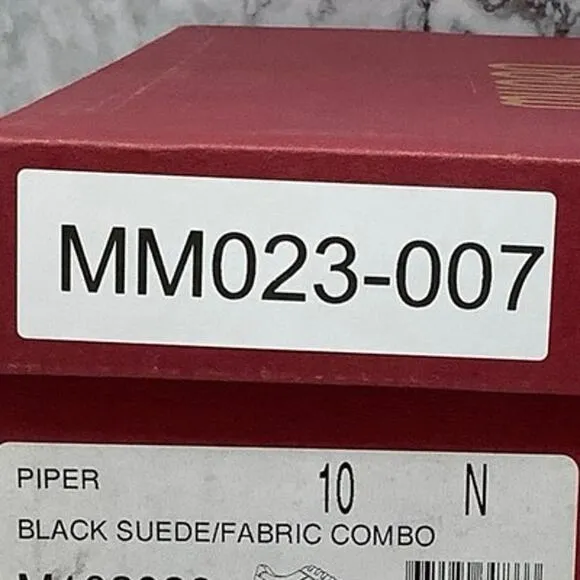 MM023-007
PIPER 10 N
BLACK SUEDE/FABRIC COMBO